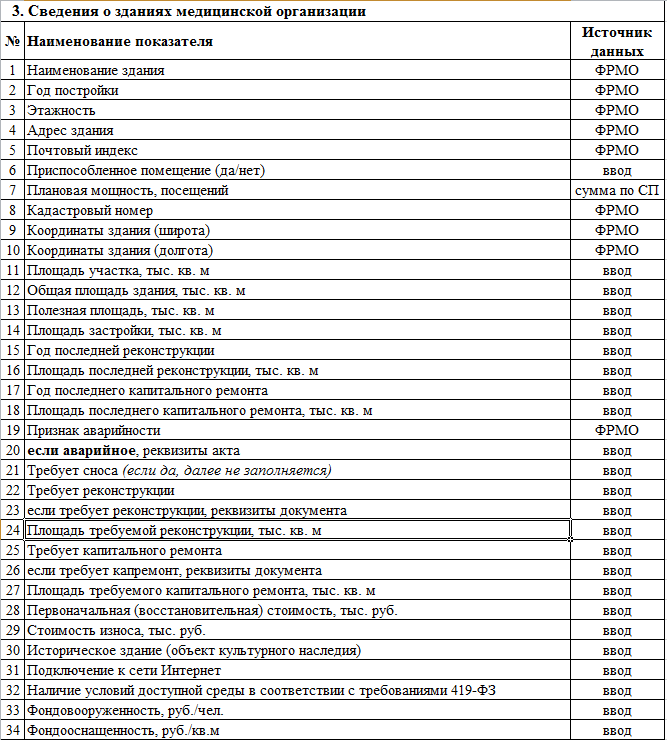 3. Сведения о зданиях медицинской организации
№ Наименование показателя Источник данных
1 Наименование здания ФРМО
2 Год постройки ФРМО
3 Этажность ФРМО
4 Адрес здания ФРМО
5 Почтовый индекс ФРМО
6 Приспособленное помещение (да/нет) ввод
7 Плановая мощность, посещений сумма по СП
8 Кадастровый номер ФРМО
9 Координаты здания (широта) ФРМО
10 Координаты здания (долгота) ФРМО
11 Площадь участка, тыс. кв. м ввод
12 Общая площадь здания, тыс. кв. м ввод
13 Полезная площадь, тыс. кв. м ввод
14 Площадь застройки, тыс. кв. м ввод
15 Год последней реконструкции ввод
16 Площадь последней реконструкции, тыс. кв. м ввод
17 Год последнего капитального ремонта ввод
18 Площадь последнего капитального ремонта, тыс. кв. м ввод
19 Признак аварийности ФРМО
20 если аварийное, реквизиты акта ввод
21 Требует сноса (если да, далее не заполняется) ввод
22 Требует реконструкции ввод
23 если требует реконструкции, реквизиты документа ввод
24 Площадь требуемой реконструкции, тыс. кв. м ввод
25 Требует капитального ремонта ввод
26 если требует капремонт, реквизиты документа ввод
27 Площадь требуемого капитального ремонта, тыс. кв. м ввод
28 Первоначальная (восстановительная) стоимость, тыс. руб. ввод
29 Стоимость износа, тыс. руб. ввод
30 Историческое здание (объект культурного наследия) ввод
31 Подключение к сети Интернет ввод
32 Наличие условий доступной среды в соответствии с требованиями 419-ФЗ ввод
33 Фондовооруженность, руб./чел. ввод
34 Фондооснащенность, руб./кв.м ввод